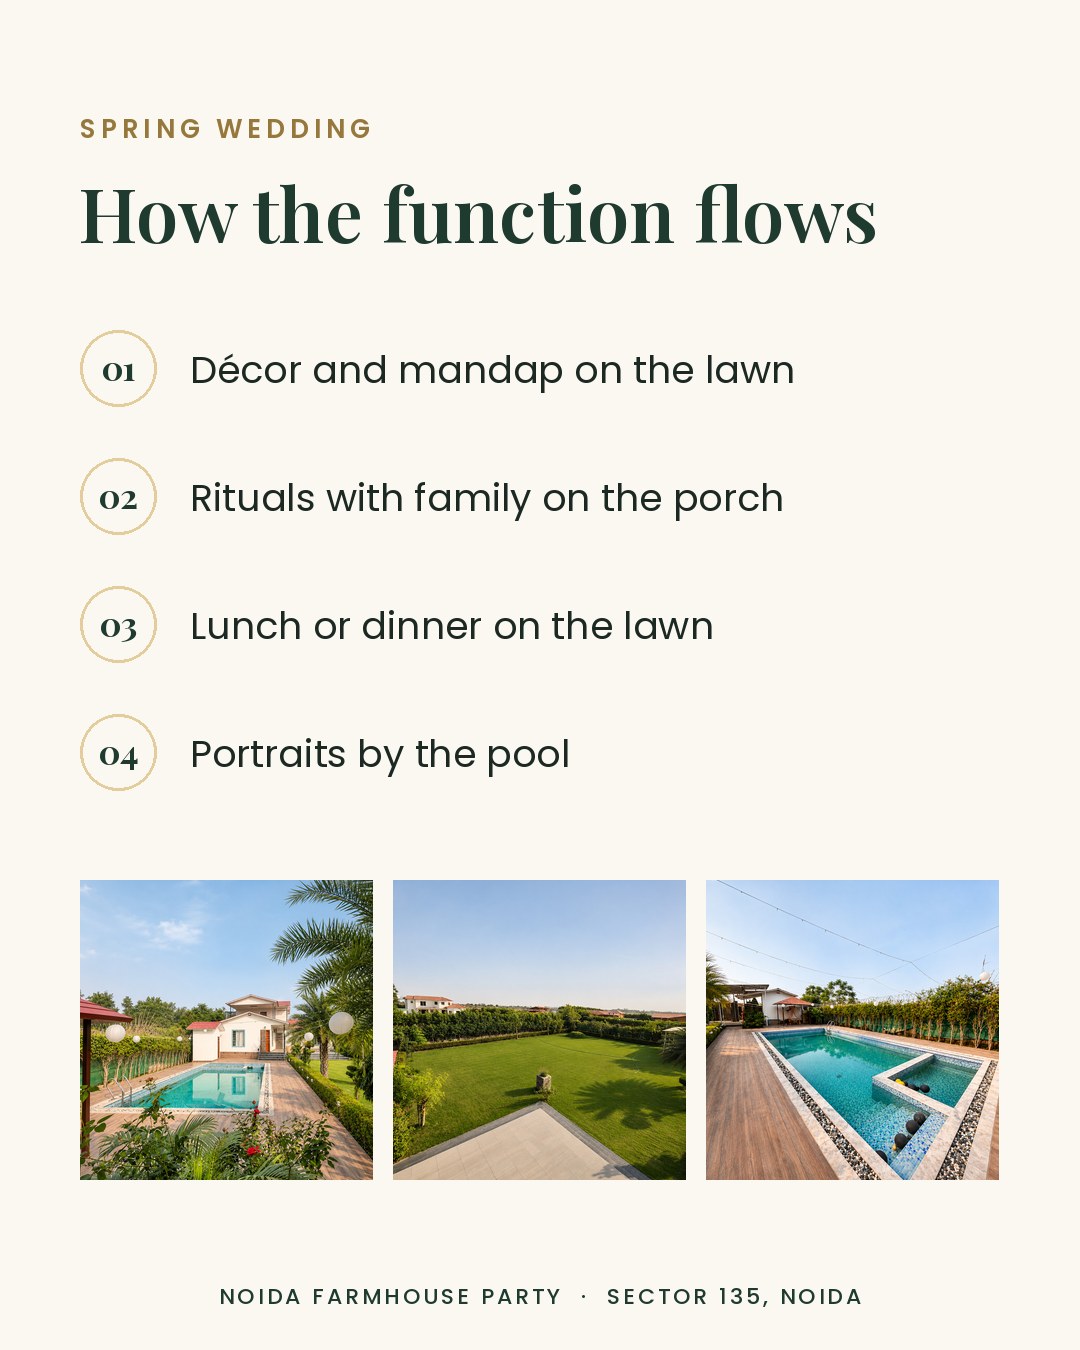 SPRING WEDDING
How the function flows
01 Décor and mandap on the lawn
02 Rituals with family on the porch
03 Lunch or dinner on the lawn
04 Portraits by the pool
NOIDA FARMHOUSE PARTY · SECTOR 135, NOIDA